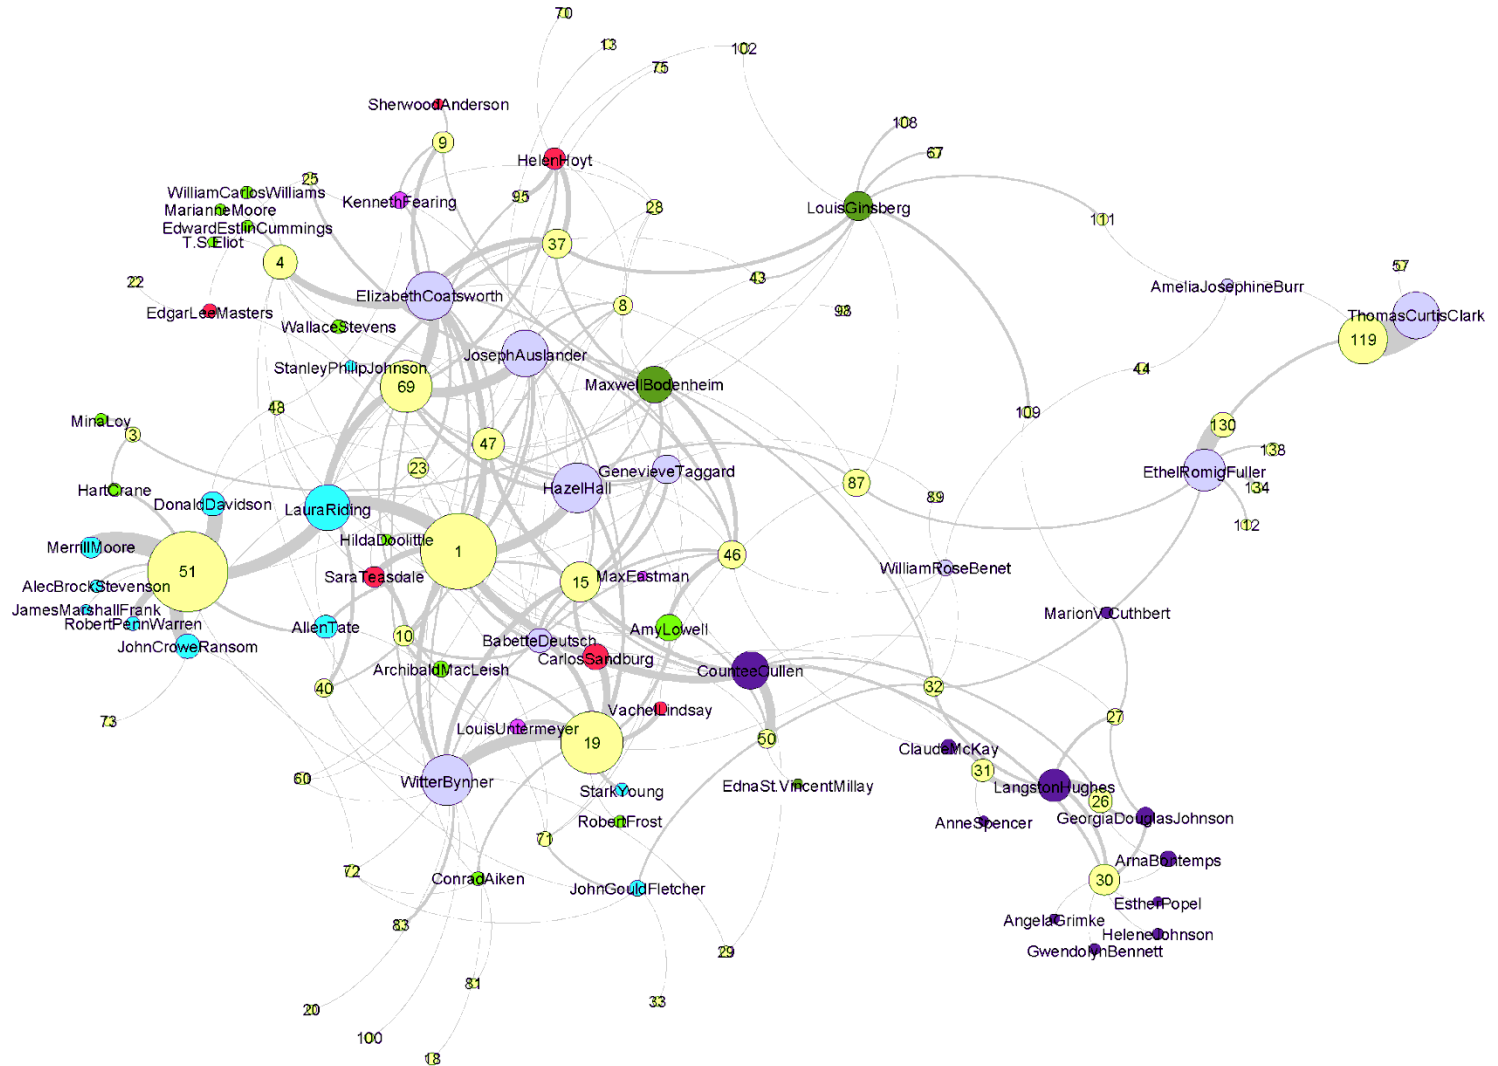 70
13
102
75
SherwoodAnderson
108
9
67
HelenHoyt
25
WilliamCarlosWilliams
KennethFearing
95
28
LouisGinsberg
MarianneMoore
111
EdwardEstlinCummings
T.S.Eliot
37
4
57
43
22
AmeliaJosephineBurr
ElizabethCoatsworth
8
98
EdgarLeeMasters
ThomasCurtisClark
WallaceStevens
119
JosephAuslander
StanleyPhilipJohnson
44
69
MaxwellBodenheim
48
109
MinaLoy
130
3
47
138
23
GenevieveTaggard
EthelRomigFuller
HartCrane
87
HazelHall
134
DonaldDavidson
89
LauraRiding
112
HildaDoolittle
MerrillMoore
1
46
51
WilliamRoseBenet
SaraTeasdale
MaxEastman
15
AlecBrockStevenson
JamesMarshallFrank
MarionV.Cuthbert
RobertPennWarren
AllenTate
AmyLowell
10
BabetteDeutsch
JohnCroweRansom
CarlosSandburg
ArchibaldMacLeish
CounteeCullen
40
32
VachelLindsay
27
73
LouisUntermeyer
50
19
ClaudeMcKay
31
60
WitterBynner
LangstonHughes
EdnaSt.VincentMillay
StarkYoung
26
GeorgiaDouglasJohnson
RobertFrost
AnneSpencer
71
ArnaBontemps
72
ConradAiken
30
JohnGouldFletcher
EstherPopel
AngelaGrimke
83
HeleneJohnson
GwendolynBennett
29
81
33
20
100
18